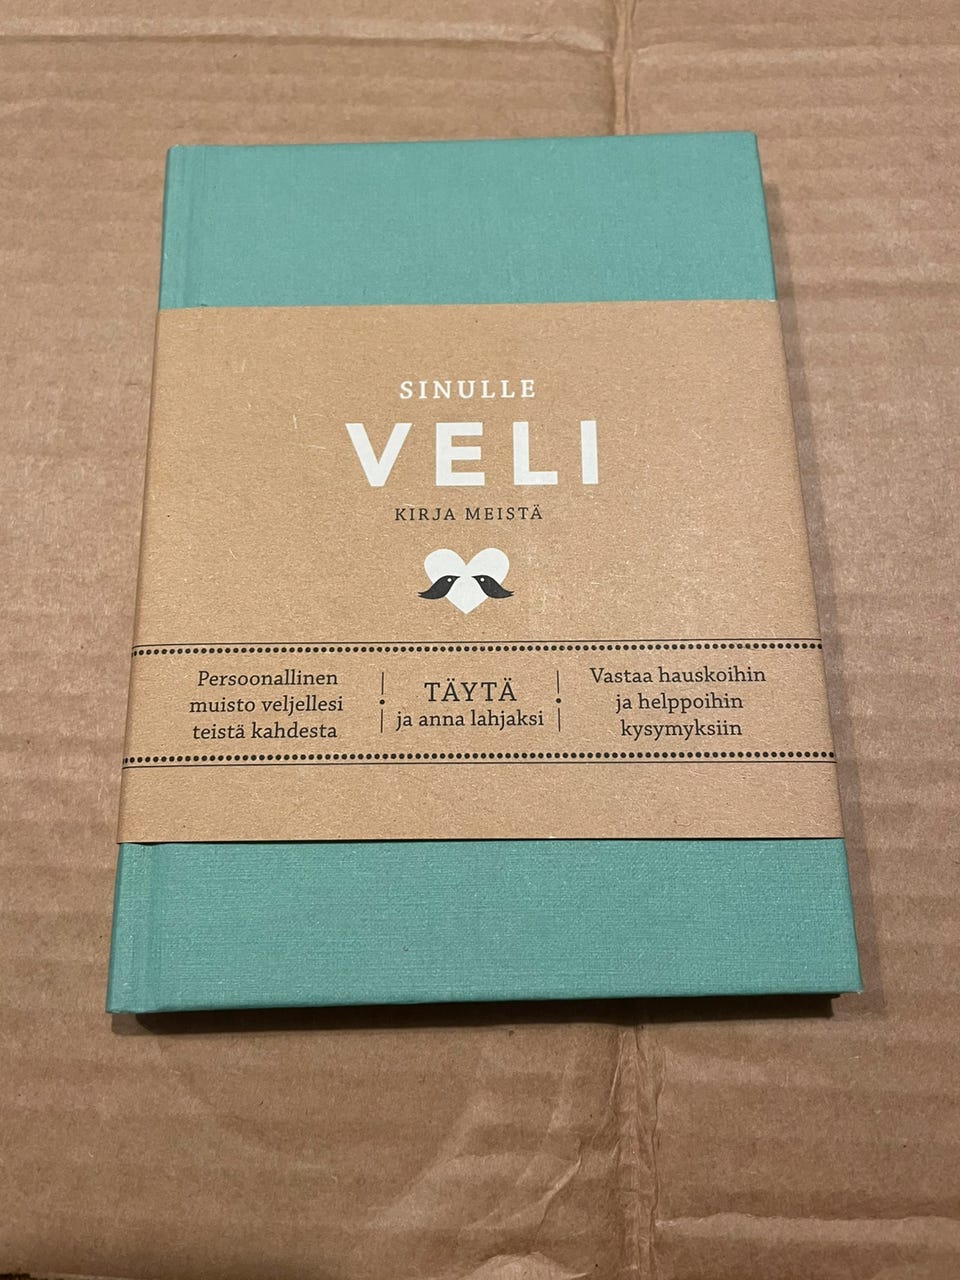 SINULLE
VELI
KIRJA MEISTÄ
Persoonallinen
muisto veljellesi
teistä kahdesta
TÄYTÄ
ja anna lahjaksi
Vastaa hauskoihin
ja helppoihin
kysymyksiin